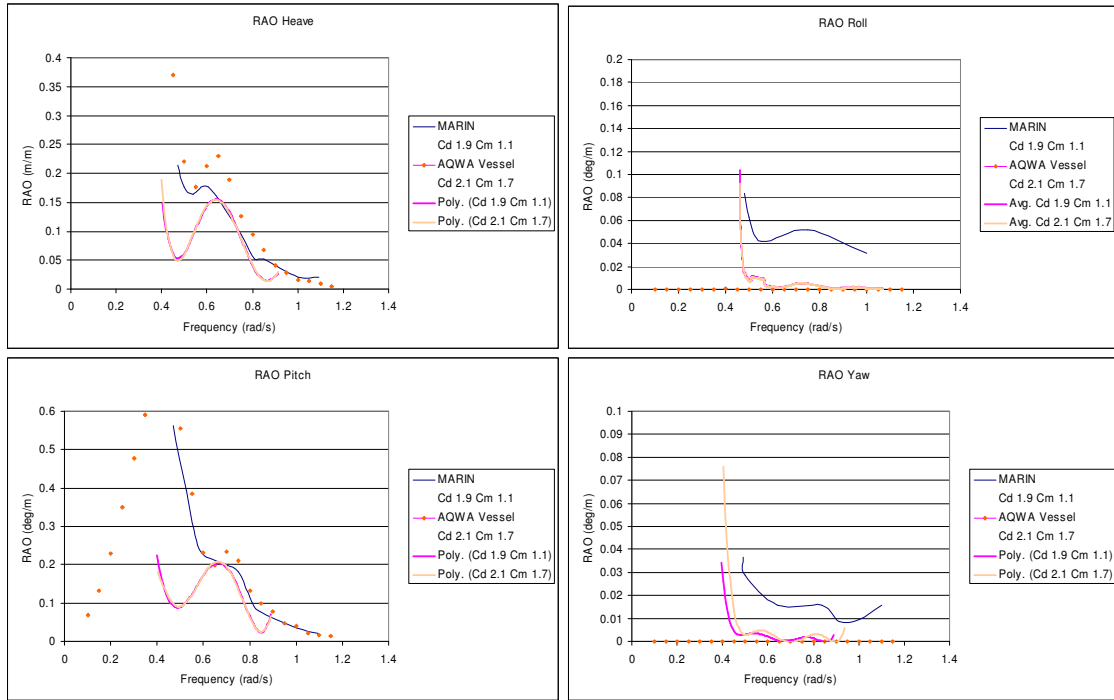 RAO Heave
0.4
0.35
0.3
0.25
0.2
0.15
0.1
0.05
0
RAO (m/m)
0 0.2 0.4 0.6 0.8 1 1.2 1.4
Frequency (rad/s)
MARIN
Cd 1.9 Cm 1.1
AQWA Vessel
Cd 2.1 Cm 1.7
Poly. (Cd 1.9 Cm 1.1)
Poly. (Cd 2.1 Cm 1.7)
RAO Roll
0.2
0.18
0.16
0.14
0.12
0.1
0.08
0.06
0.04
0.02
0
RAO (deg/m)
0 0.2 0.4 0.6 0.8 1 1.2 1.4
Frequency (rad/s)
MARIN
Cd 1.9 Cm 1.1
AQWA Vessel
Cd 2.1 Cm 1.7
Avg. Cd 1.9 Cm 1.1
Avg. Cd 2.1 Cm 1.7
RAO Pitch
0.6
0.5
0.4
0.3
0.2
0.1
0
RAO (deg/m)
0 0.2 0.4 0.6 0.8 1 1.2 1.4
Frequency (rad/s)
MARIN
Cd 1.9 Cm 1.1
AQWA Vessel
Cd 2.1 Cm 1.7
Poly. (Cd 1.9 Cm 1.1)
Poly. (Cd 2.1 Cm 1.7)
RAO Yaw
0.1
0.09
0.08
0.07
0.06
0.05
0.04
0.03
0.02
0.01
0
RAO (deg/m)
0 0.2 0.4 0.6 0.8 1 1.2 1.4
Frequency (rad/s)
MARIN
Cd 1.9 Cm 1.1
AQWA Vessel
Cd 2.1 Cm 1.7
Poly. (Cd 1.9 Cm 1.1)
Poly. (Cd 2.1 Cm 1.7)